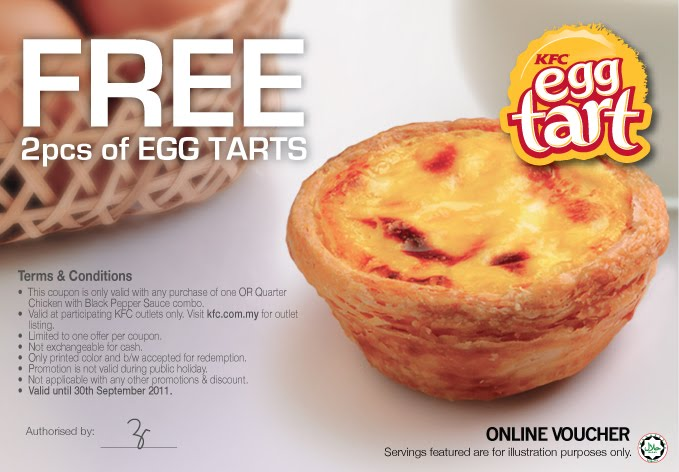 FREE
2pcs of EGG TARTS
KFC
egg
tart
Terms & Conditions
• This coupon is only valid with any purchase of one OR Quarter
Chicken with Black Pepper Sauce combo.
• Valid at participating KFC outlets only. Visit kfc.com.my for outlet
listing.
• Limited to one offer per coupon.
• Not exchangeable for cash.
• Only printed color and b/w accepted for redemption.
• Promotion is not valid during public holiday.
• Not applicable with any other promotions & discount.
• Valid until 30th September 2011.
Authorised by:
ONLINE VOUCHER
Servings featured are for illustration purposes only.